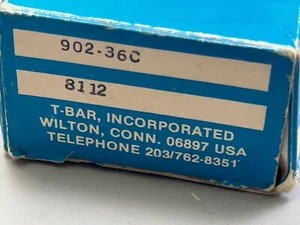 902-36C
8112
T-BAR, INCORPORATED
WILTON, CONN. 06897 USA
TELEPHONE 203/762-8351